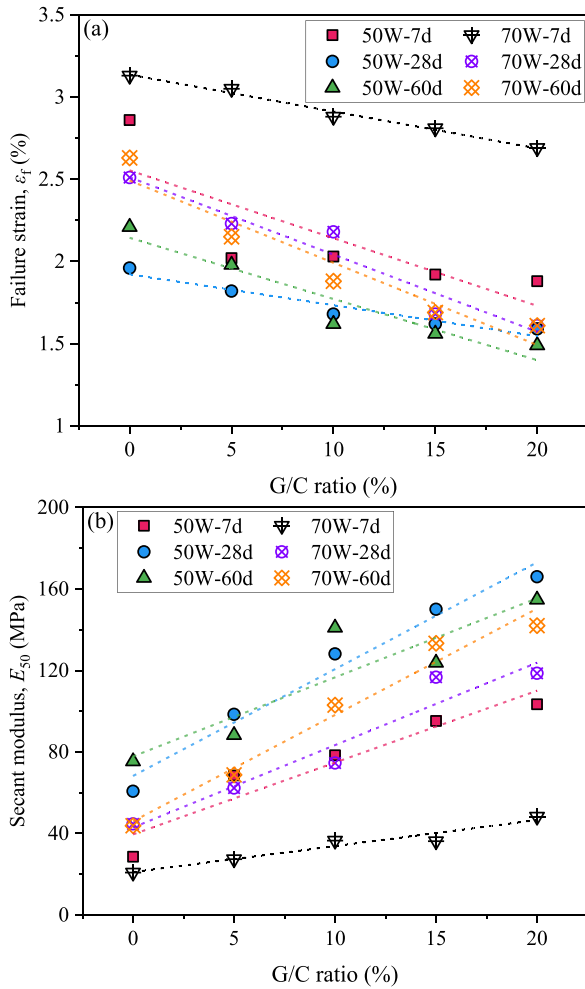 (a)
50W-7d
50W-28d
50W-60d
70W-7d
70W-28d
70W-60d
Failure strain, εf (%)
3.5
3
2.5
2
1.5
1
0
5
10
15
20
G/C ratio (%)
(b)
50W-7d
50W-28d
50W-60d
70W-7d
70W-28d
70W-60d
Secant modulus, E50 (MPa)
200
160
120
80
40
0
0
5
10
15
20
G/C ratio (%)